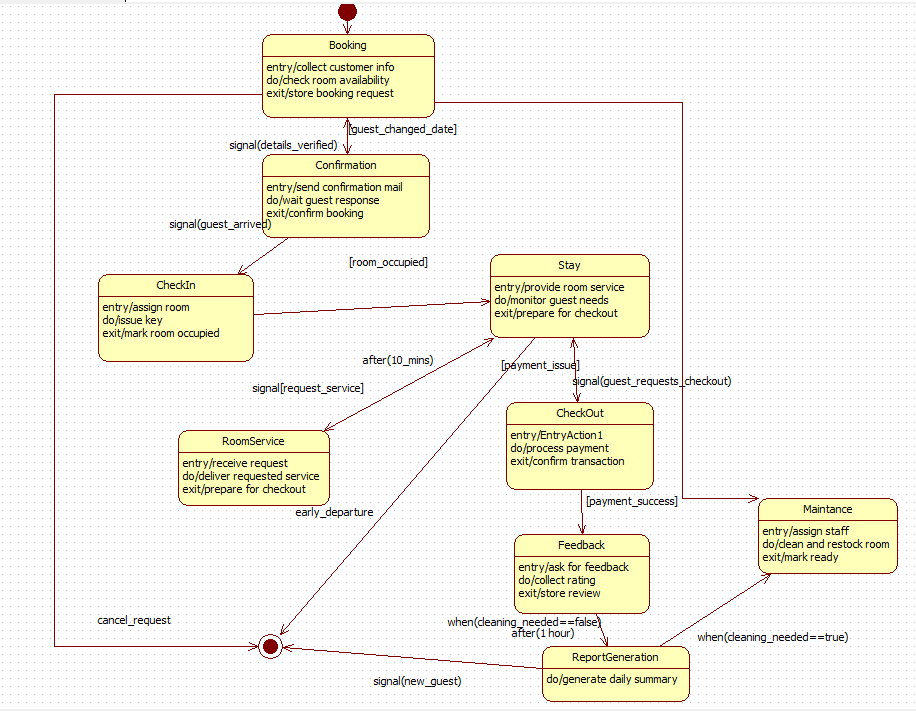 Booking
entry/collect customer info
do/check room availability
exit/store booking request
[guest_changed_date]
signal(details_verified)
Confirmation
entry/send confirmation mail
do/wait guest response
exit/confirm booking
signal(guest_arrived)
[room_occupied]
Stay
entry/provide room service
do/monitor guest needs
exit/prepare for checkout
CheckIn
entry/assign room
do/issue key
exit/mark room occupied
after(10_mins)
[payment_issue]
signal[request_service]
signal(guest_requests_checkout)
CheckOut
entry/EntryAction1
do/process payment
exit/confirm transaction
RoomService
entry/receive request
do/deliver requested service
exit/prepare for checkout
[payment_success]
early_departure
Maintance
entry/assign staff
do/clean and restock room
exit/mark ready
Feedback
entry/ask for feedback
do/collect rating
exit/store review
cancel_request
when(cleaning_needed==false)
after(1 hour)
when(cleaning_needed==true)
ReportGeneration
do/generate daily summary
signal(new_guest)